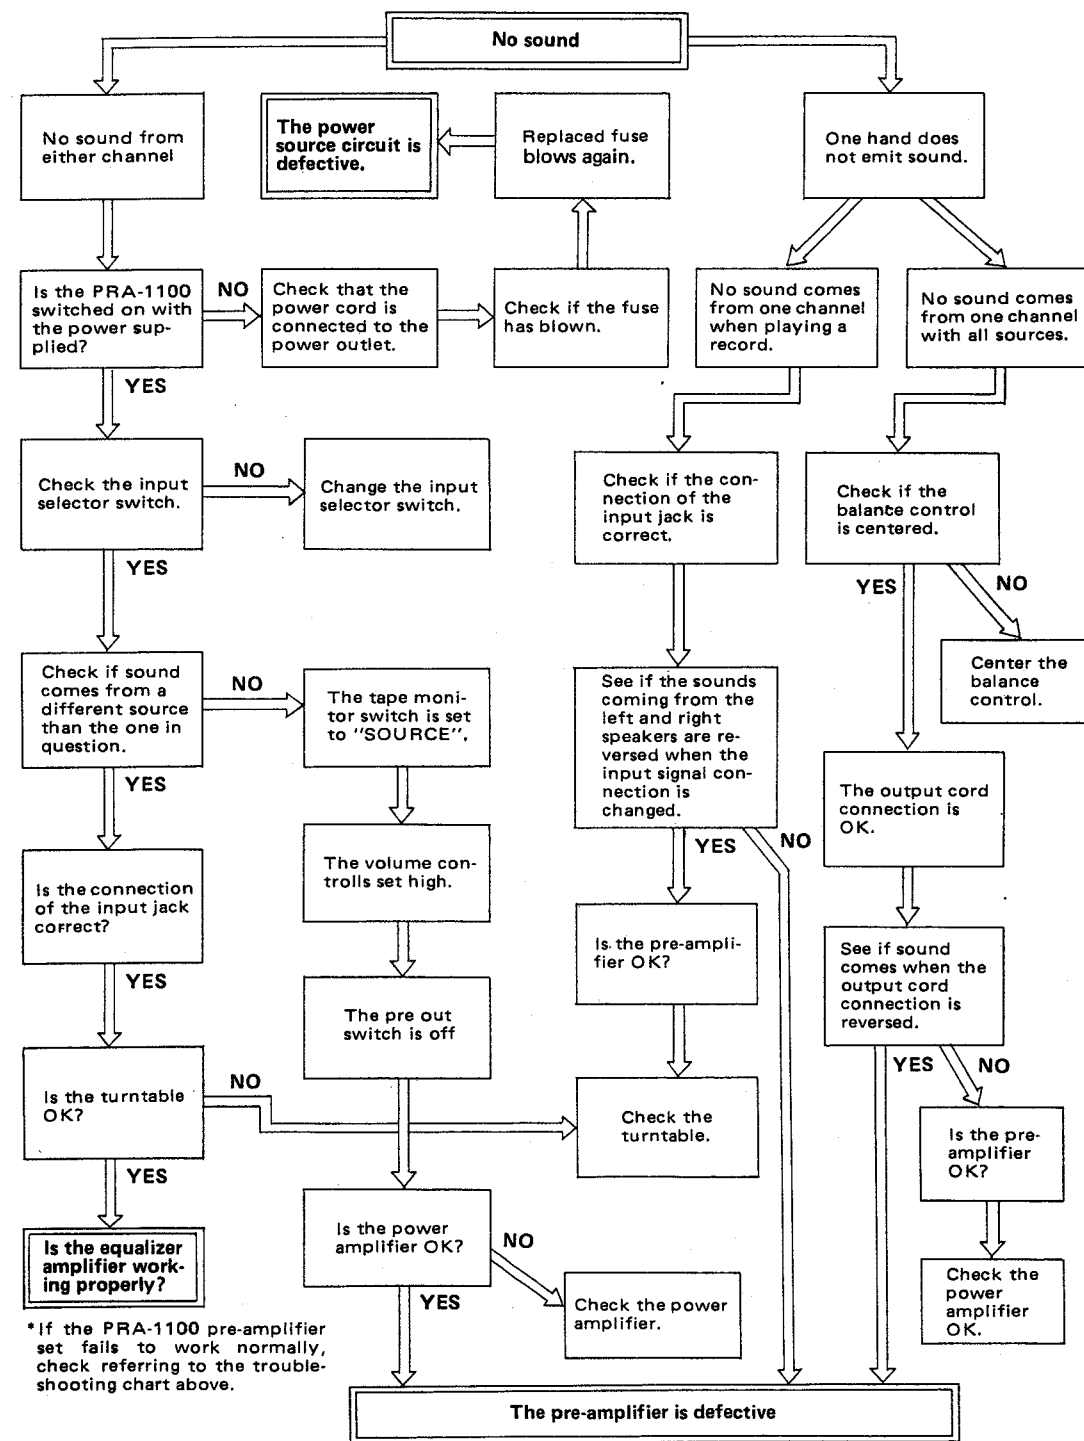 No sound
No sound from
either channel
The power
source circuit is
defective.
Replaced fuse
blows again.
One hand does
not emit sound.
Is the PRA-1100
switched on with
the power sup-
plied?
NO
Check that the
power cord is
connected to the
power outlet.
Check if the fuse
has blown.
No sound comes
from one channel
when playing a
record.
No sound comes
from one channel
with all sources.
YES
Check the input
selector switch.
NO
Change the input
selector switch.
Check if the con-
nection of the
input jack is
correct.
Check if the
balance control
is centered.
YES
YES
NO
Center the
balance
control.
Check if sound
comes from a
different source
than the one in
question.
NO
The tape moni-
tor switch is set
to "SOURCE".
See if the sounds
coming from the
left and right
speakers are re-
versed when the
input signal con-
nection is
changed.
The output cord
connection is
OK.
YES
Is the connection
of the input jack
correct?
The volume con-
trolls set high.
YES
NO
Is the pre-ampli-
fier OK?
See if sound
comes when the
output cord
connection is
reversed.
YES
The pre out
switch is off
YES
NO
Is the turntable
OK?
NO
Check the
turntable.
Is the pre-
amplifier
OK?
YES
Is the equalizer
amplifier work-
ing properly?
Is the power
amplifier OK?
NO
Check the power
amplifier.
Check the
power
amplifier
OK.
YES
*If the PRA-1100 pre-amplifier
set fails to work normally,
check referring to the trouble-
shooting chart above.
The pre-amplifier is defective